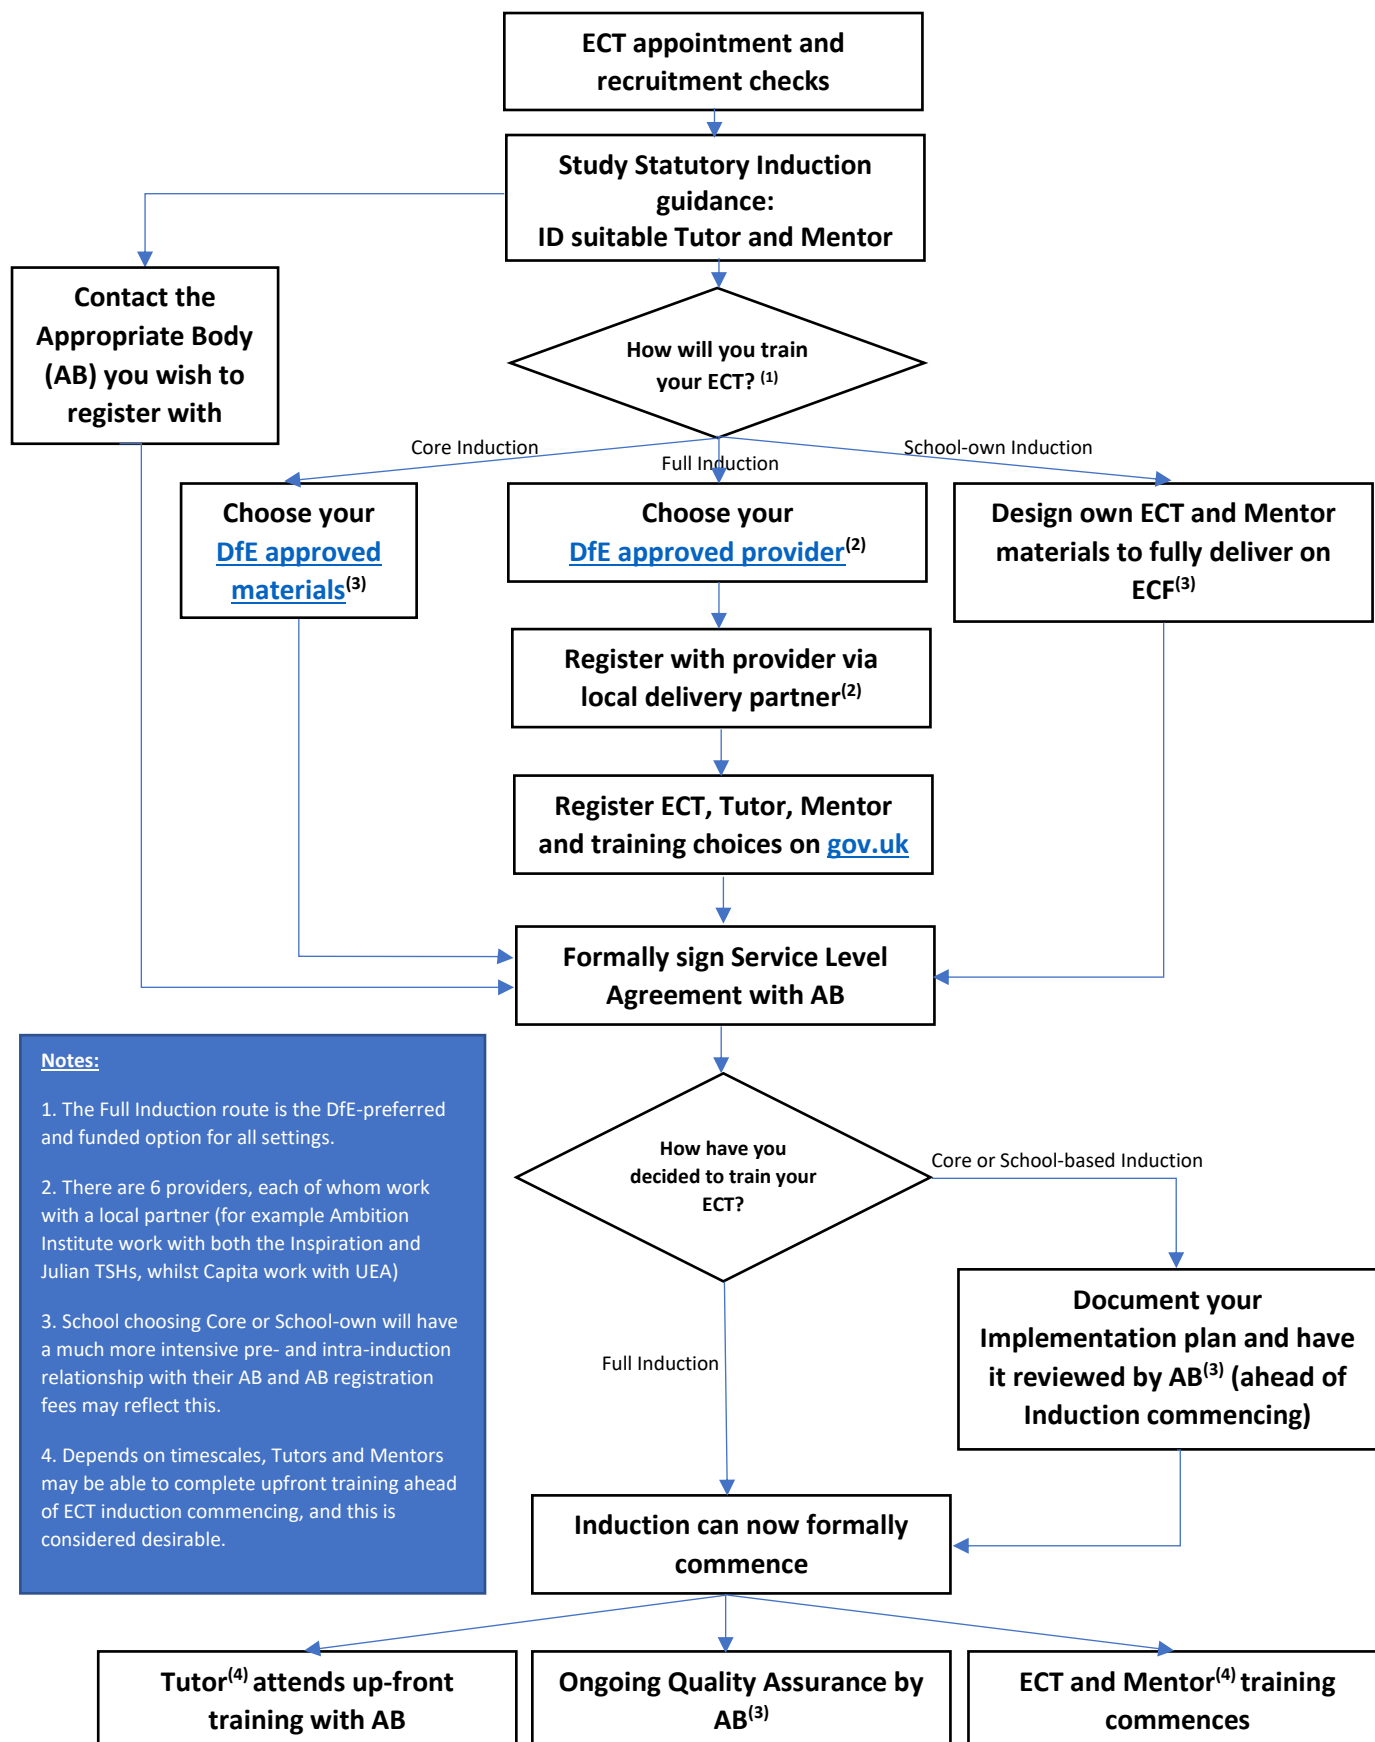 ECT appointment and
recruitment checks
Study Statutory Induction
guidance:
ID suitable Tutor and Mentor
Contact the
Appropriate Body
(AB) you wish to
register with
How will you train
your ECT? (1)
Core Induction
Full Induction
School-own Induction
Choose your
DfE approved
materials(3)
Choose your
DfE approved provider(2)
Design own ECT and Mentor
materials to fully deliver on
ECF(3)
Register with provider via
local delivery partner(2)
Register ECT, Tutor, Mentor
and training choices on gov.uk
Formally sign Service Level
Agreement with AB
Notes:
1. The Full Induction route is the DfE-preferred
and funded option for all settings.
2. There are 6 providers, each of whom work
with a local partner (for example Ambition
Institute work with both the Inspiration and
Julian TSHs, whilst Capita work with UEA)
3. School choosing Core or School-own will have
a much more intensive pre- and intra-induction
relationship with their AB and AB registration
fees may reflect this.
4. Depends on timescales, Tutors and Mentors
may be able to complete upfront training ahead
of ECT induction commencing, and this is
considered desirable.
How have you
decided to train your
ECT?
Core or School-based Induction
Full Induction
Document your
Implementation plan and have
it reviewed by AB(3) (ahead of
Induction commencing)
Induction can now formally
commence
Tutor(4) attends up-front
training with AB
Ongoing Quality Assurance by
AB(3)
ECT and Mentor(4) training
commences